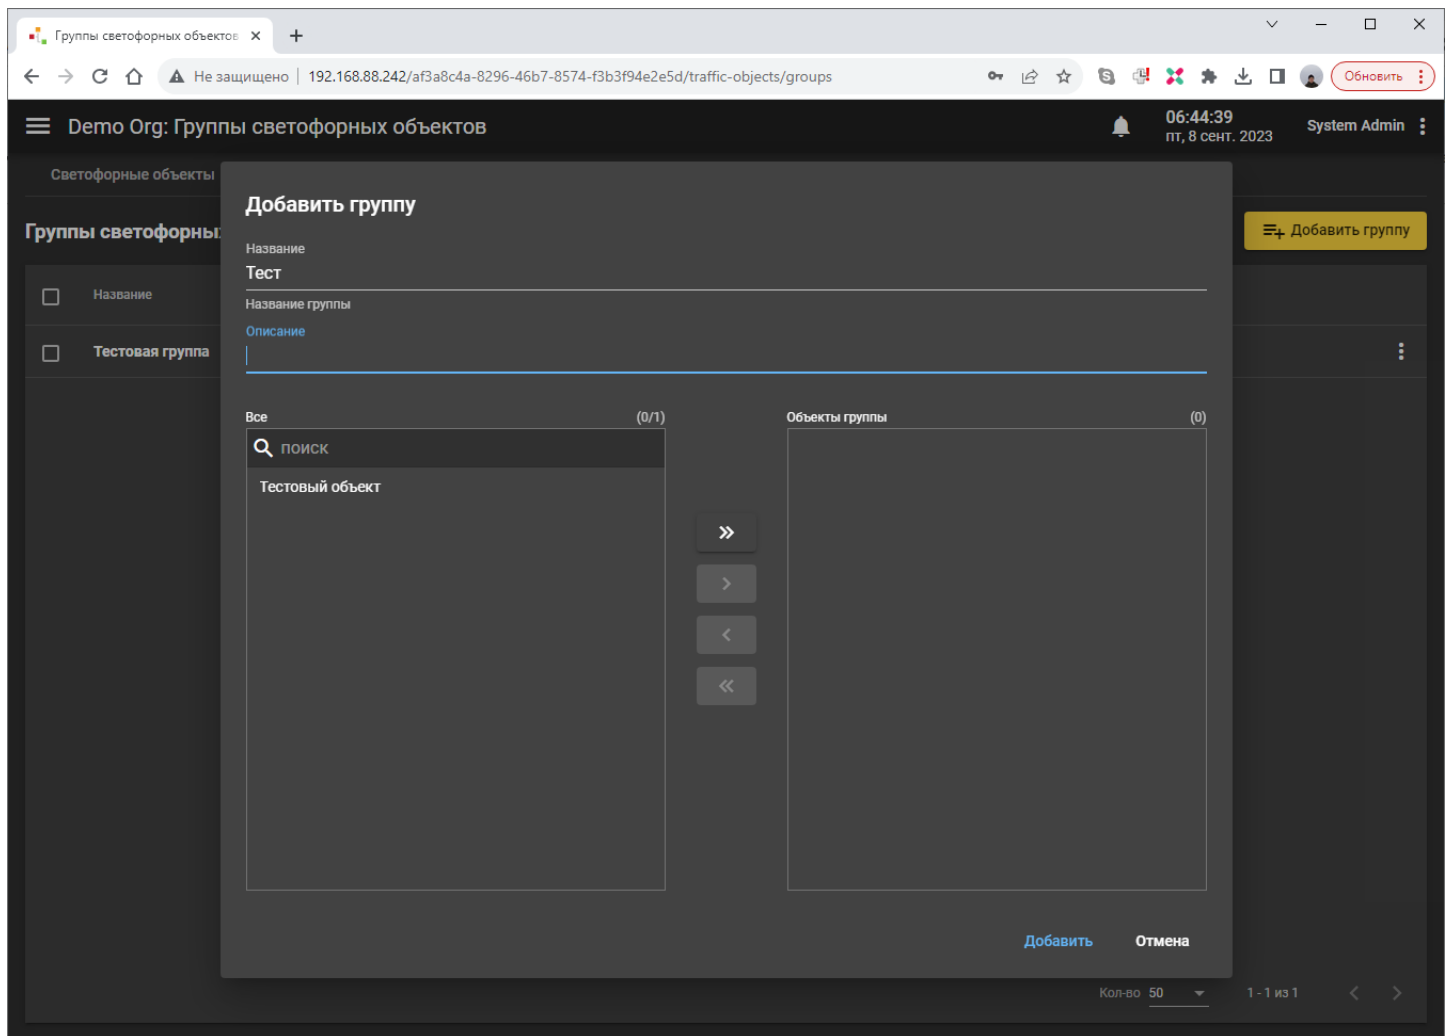 Группы светофорных объектов
Не защищено
192.168.88.242/af3a8c4a-8296-46b7-8574-f3b3f94e2e5d/traffic-objects/groups
Обновить
Demo Org: Группы светофорных объектов
06:44:39
пт, 8 сент. 2023
System Admin
Светофорные объекты
Добавить группу
Группы светофорны
Добавить группу
Название
Тест
Название группы
Название
Описание
Тестовая группа
Все
(0/1)
Объекты группы
(0)
поиск
Тестовый объект
Добавить
Отмена
Кол-во 50
1 - 1 из 1